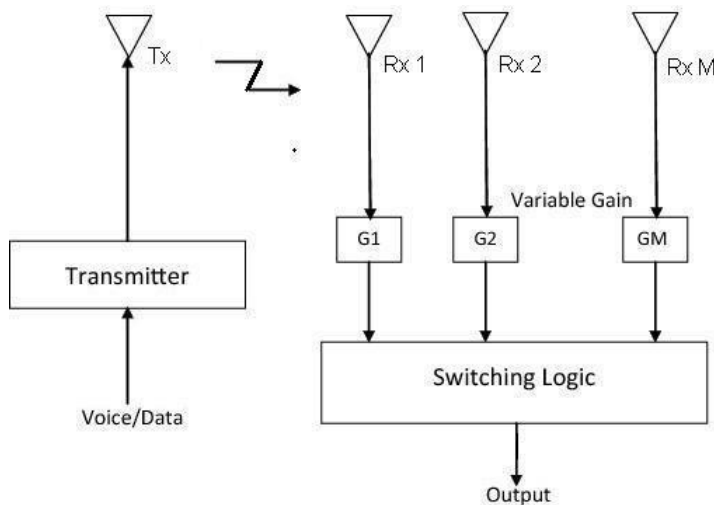 Tx
Rx 1
Rx 2
Rx M
Variable Gain
G1
G2
GM
Transmitter
Switching Logic
Voice/Data
Output